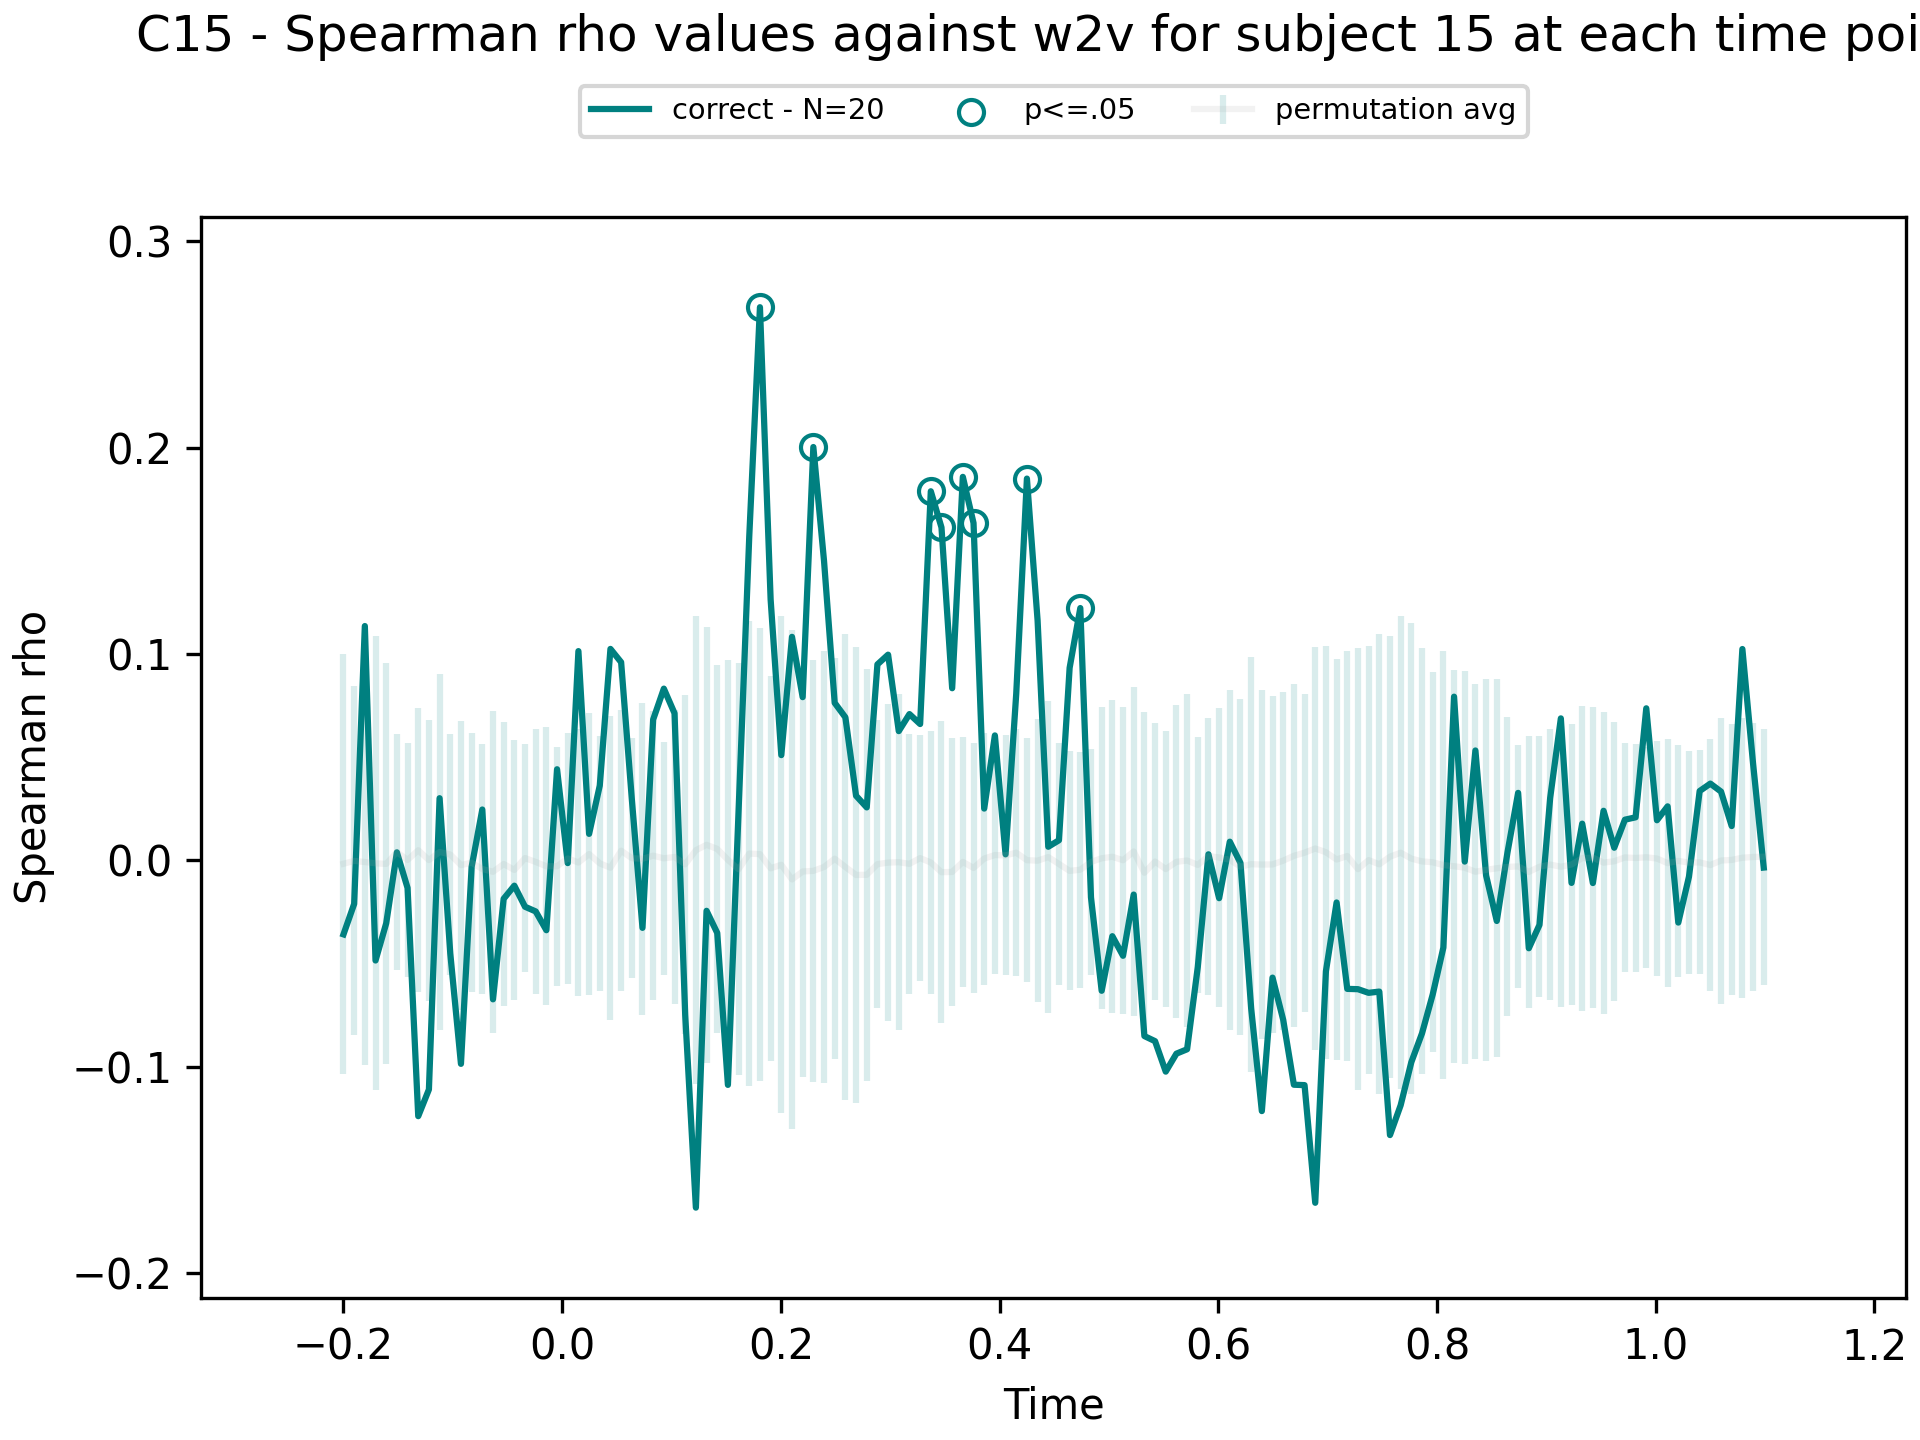 C15 - Spearman rho values against w2v for subject 15 at each time poi
correct - N=20 p<=.05 permutation avg
0.3
0.2
0.1
0.0
−0.1
−0.2
Spearman rho
−0.2 0.0 0.2 0.4 0.6 0.8 1.0 1.2
Time